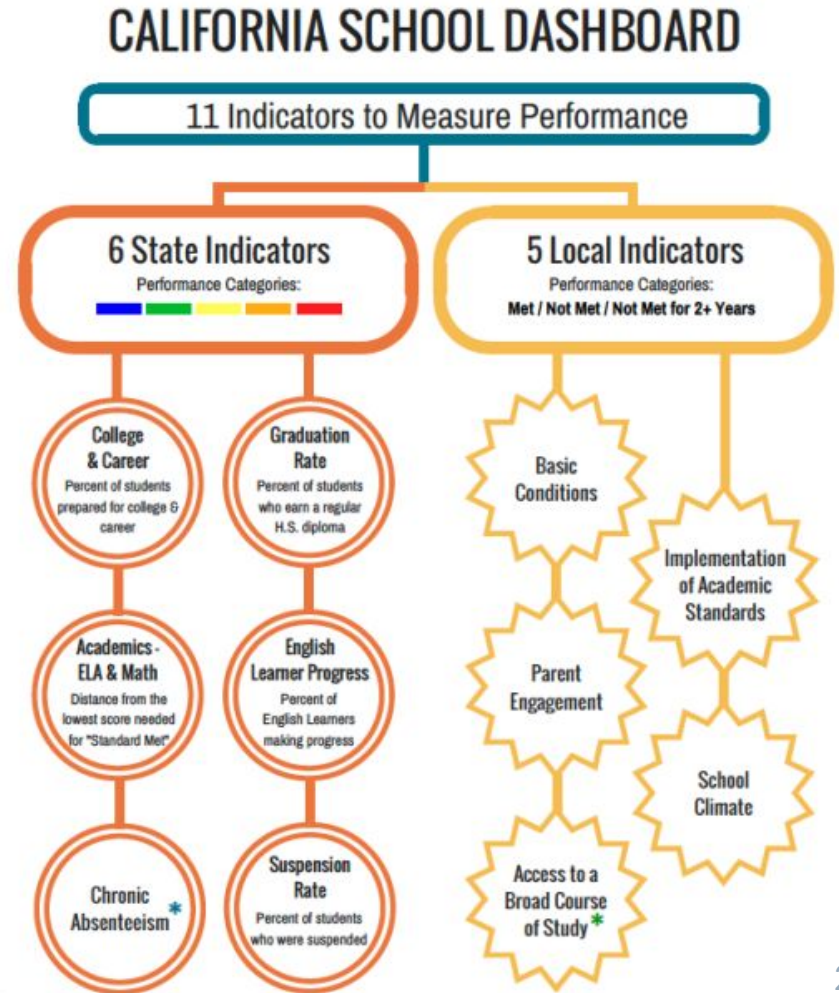 CALIFORNIA SCHOOL DASHBOARD
11 Indicators to Measure Performance
6 State Indicators
Performance Categories:
5 Local Indicators
Performance Categories:
Met / Not Met / Not Met for 2+ Years
College
& Career
Percent of students
prepared for college &
career
Graduation
Rate
Percent of students
who earn a regular
H.S. diploma
Academics -
ELA & Math
Distance from the
lowest score needed
for "Standard Met"
English
Learner Progress
Percent of
English Learners
making progress
Chronic
Absenteeism*
Suspension
Rate
Percent of students
who were suspended
Basic
Conditions
Implementation
of Academic
Standards
Parent
Engagement
School
Climate
Access to a
Broad Course
of Study*